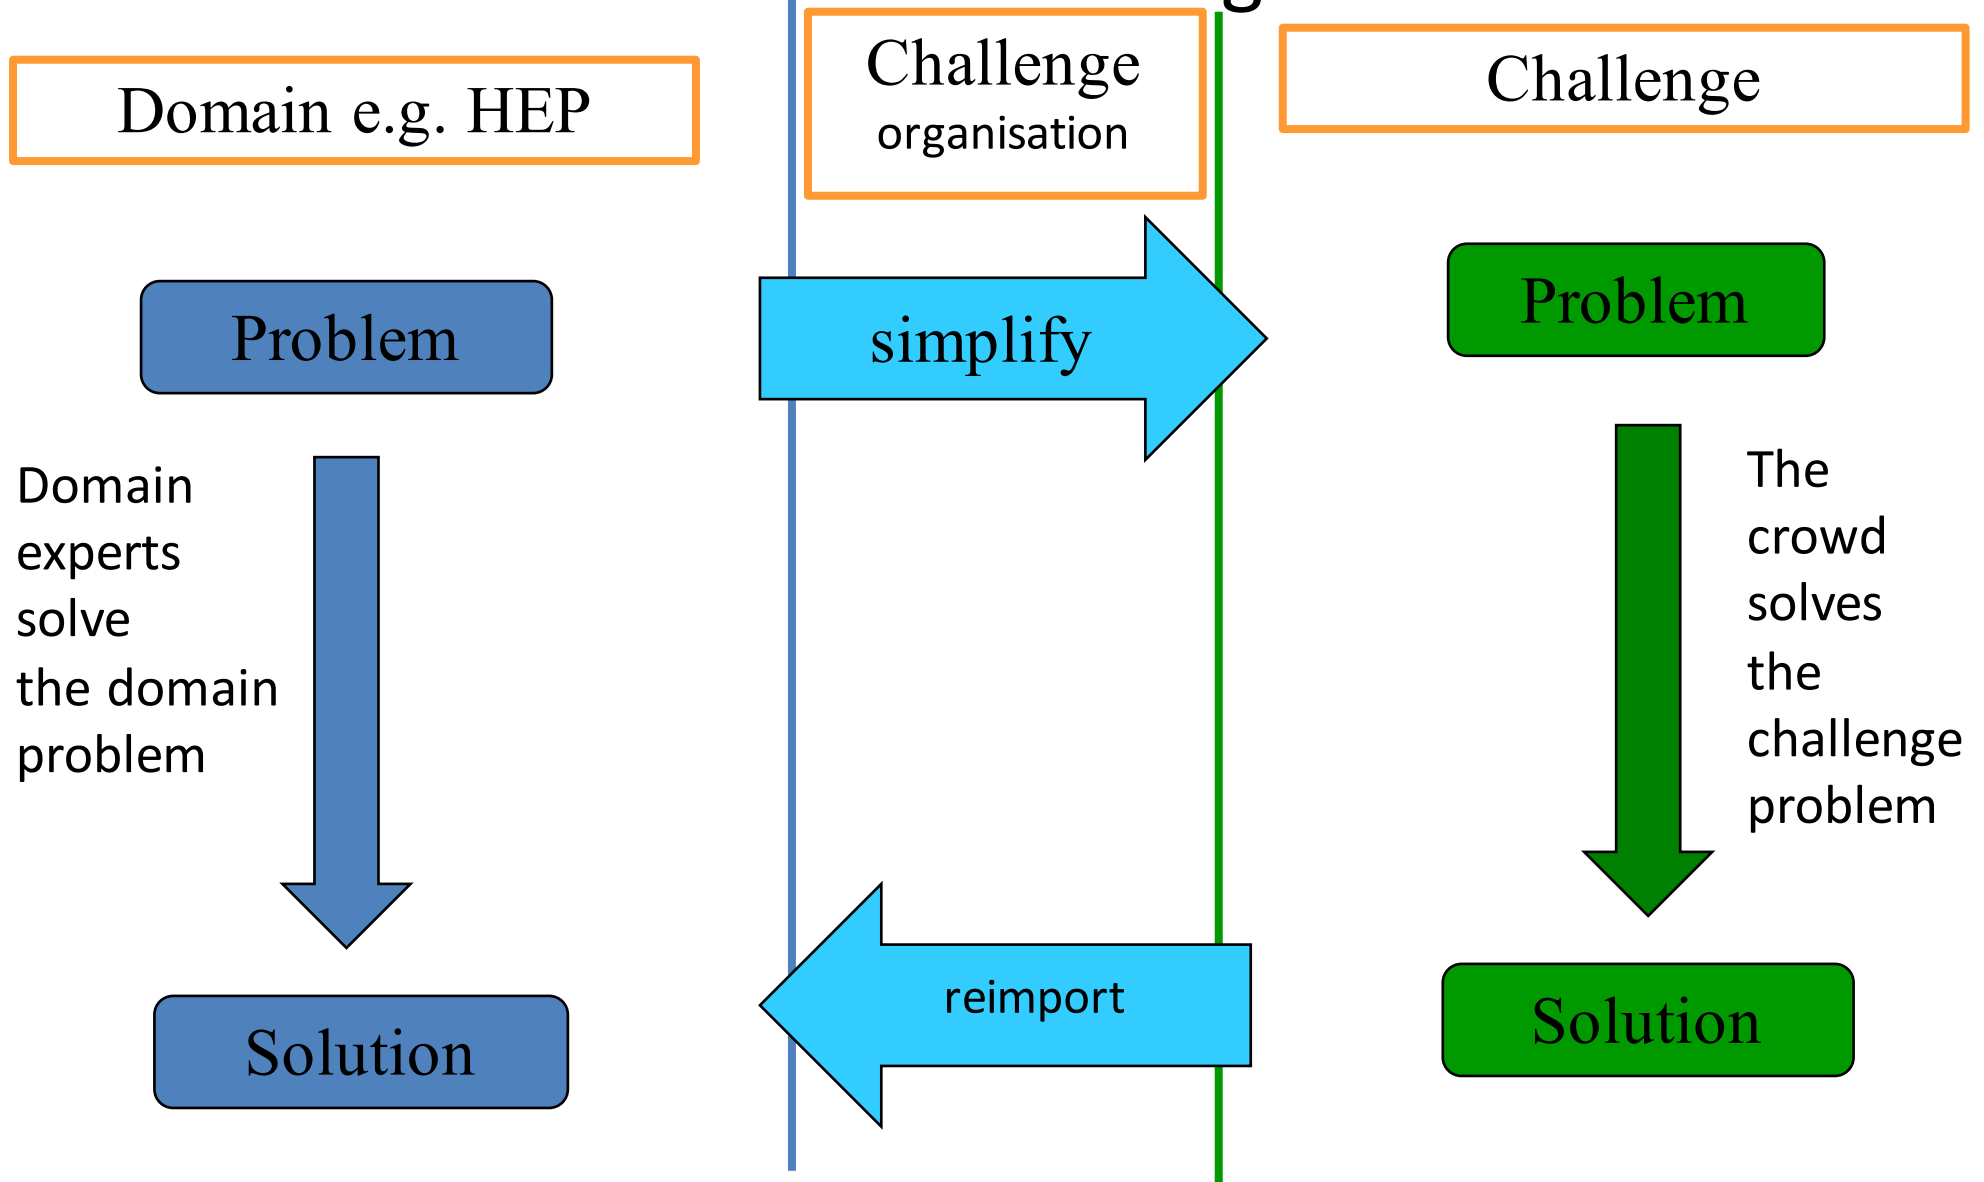 Domain e.g. HEP
Challenge
organisation
Challenge
Problem
simplify
Problem
Domain
experts
solve
the domain
problem
The
crowd
solves
the
challenge
problem
reimport
Solution
Solution